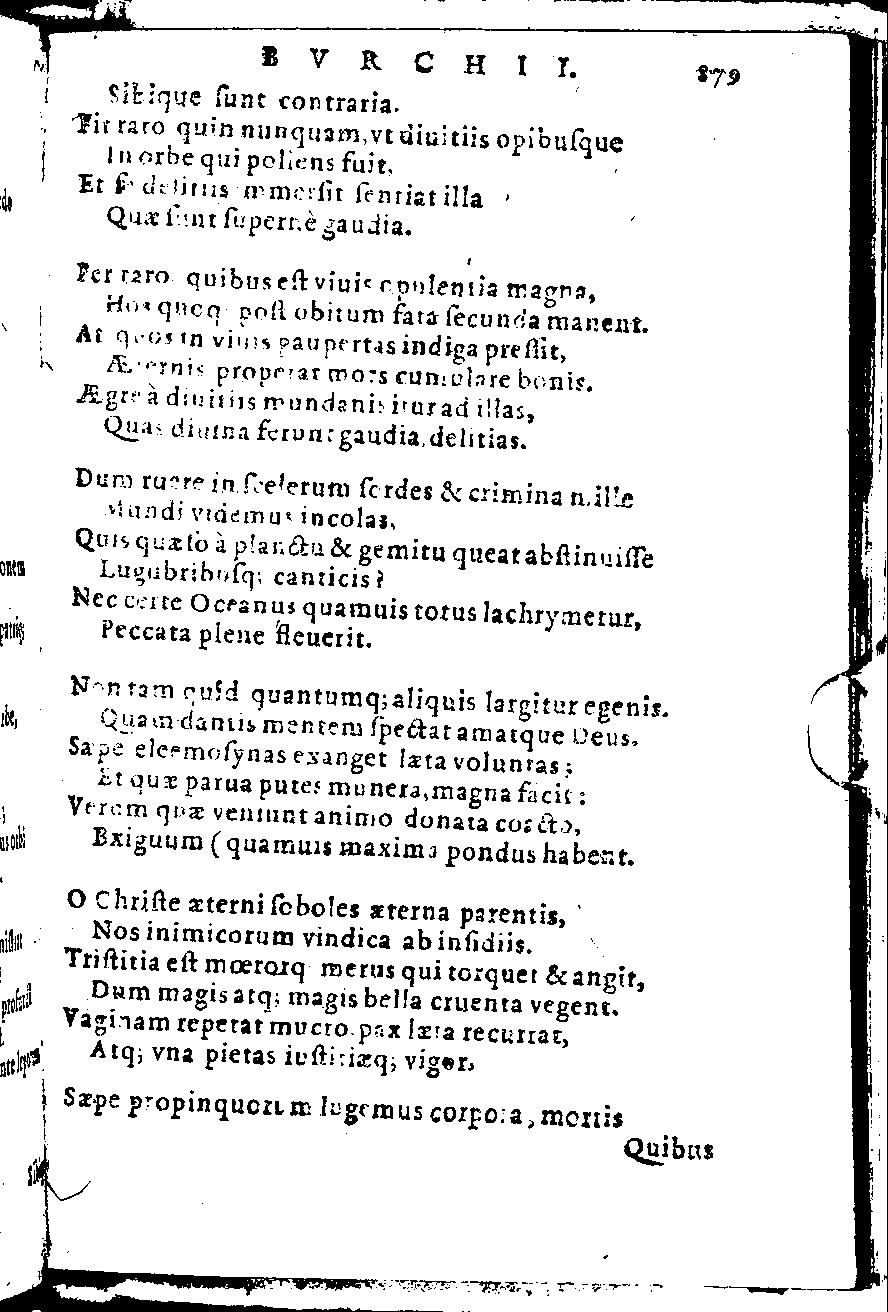 BVRCHII.
879
Sibique ſunt contraria.
Fit raro quin nunquam, vt diuitiis opibuſque
In orbe qui pollens fuit,
Et ſe delitiis immerſit ſentiat illa
Quæ ſunt ſupernè gaudia.
Per raro quibus eſt viuis opulentia magna,
Hos quoq poſt obitum fata ſecunda manent.
At quos in viuis paupertas indiga preſſit,
Æternis properat mors cumulare bonis.
Ægre à diuitiis mundanis itur ad illas,
Quas diutna ferunt gaudia, delitias.
Dum ruere in ſcelerum ſordes & crimina mille
Mundi videmus incolas,
Quis quæſo à planctu & gemitu queat abſtinuiſſe
Lugubribuſq; canticis?
Nec certe Oceanus quamuis totus lachrymetur,
Peccata plene fleuerit.
Non tam quid quantumq; aliquis largitur egenis.
Quam dantis mentem ſpectat amatque Deus.
Sæpe eleemoſynas exanget læta voluntas;
Et quæ parua putes munera, magna facit:
Verum quæ veniunt animo donata coacto,
Exiguum ( quamuis maxima pondus habent.
O Chriſte æterni ſoboles æterna parentis,
Nos inimicorum vindica ab inſidiis.
Triſtitia eſt mœrorq merus qui torquet & angit,
Dum magis atq; magis bella cruenta vegent.
Vaginam repetat mucro, pax læta recurrat,
Atq; vna pietas iuſtitiæq; vigor,
Sæpe propinquorum lugemus corpora, mortis
Quibus